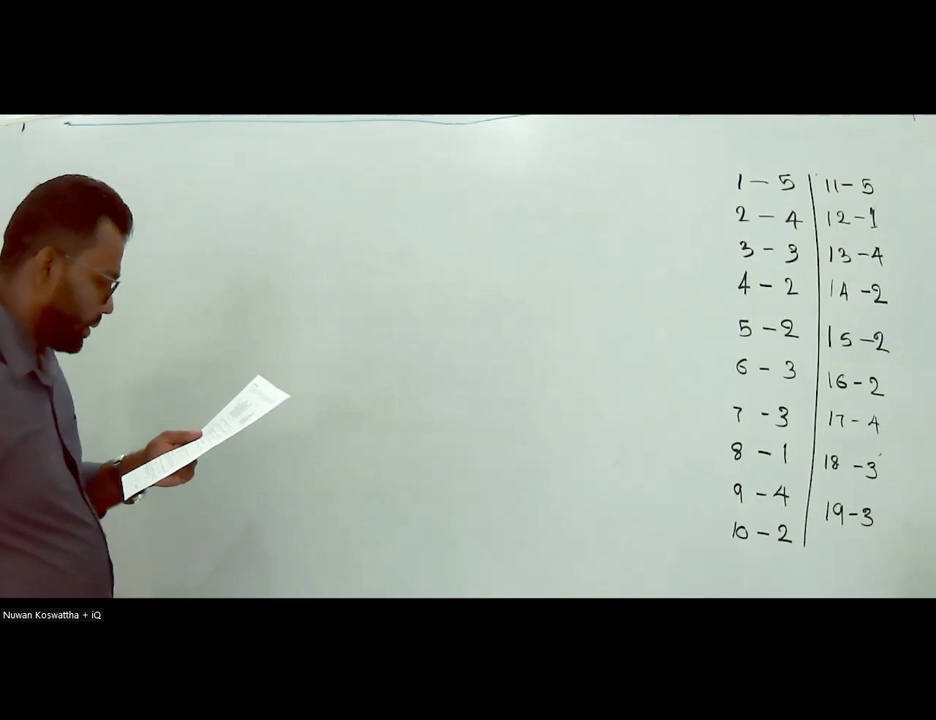 1 - 5
2 - 4
3 - 3
4 - 2
5 - 2
6 - 3
7 - 3
8 - 1
9 - 4
10 - 2
11 - 5
12 - 1
13 - 4
14 - 2
15 - 2
16 - 2
17 - 4
18 - 3
19 - 3
Nuwan Koswattha + iQ